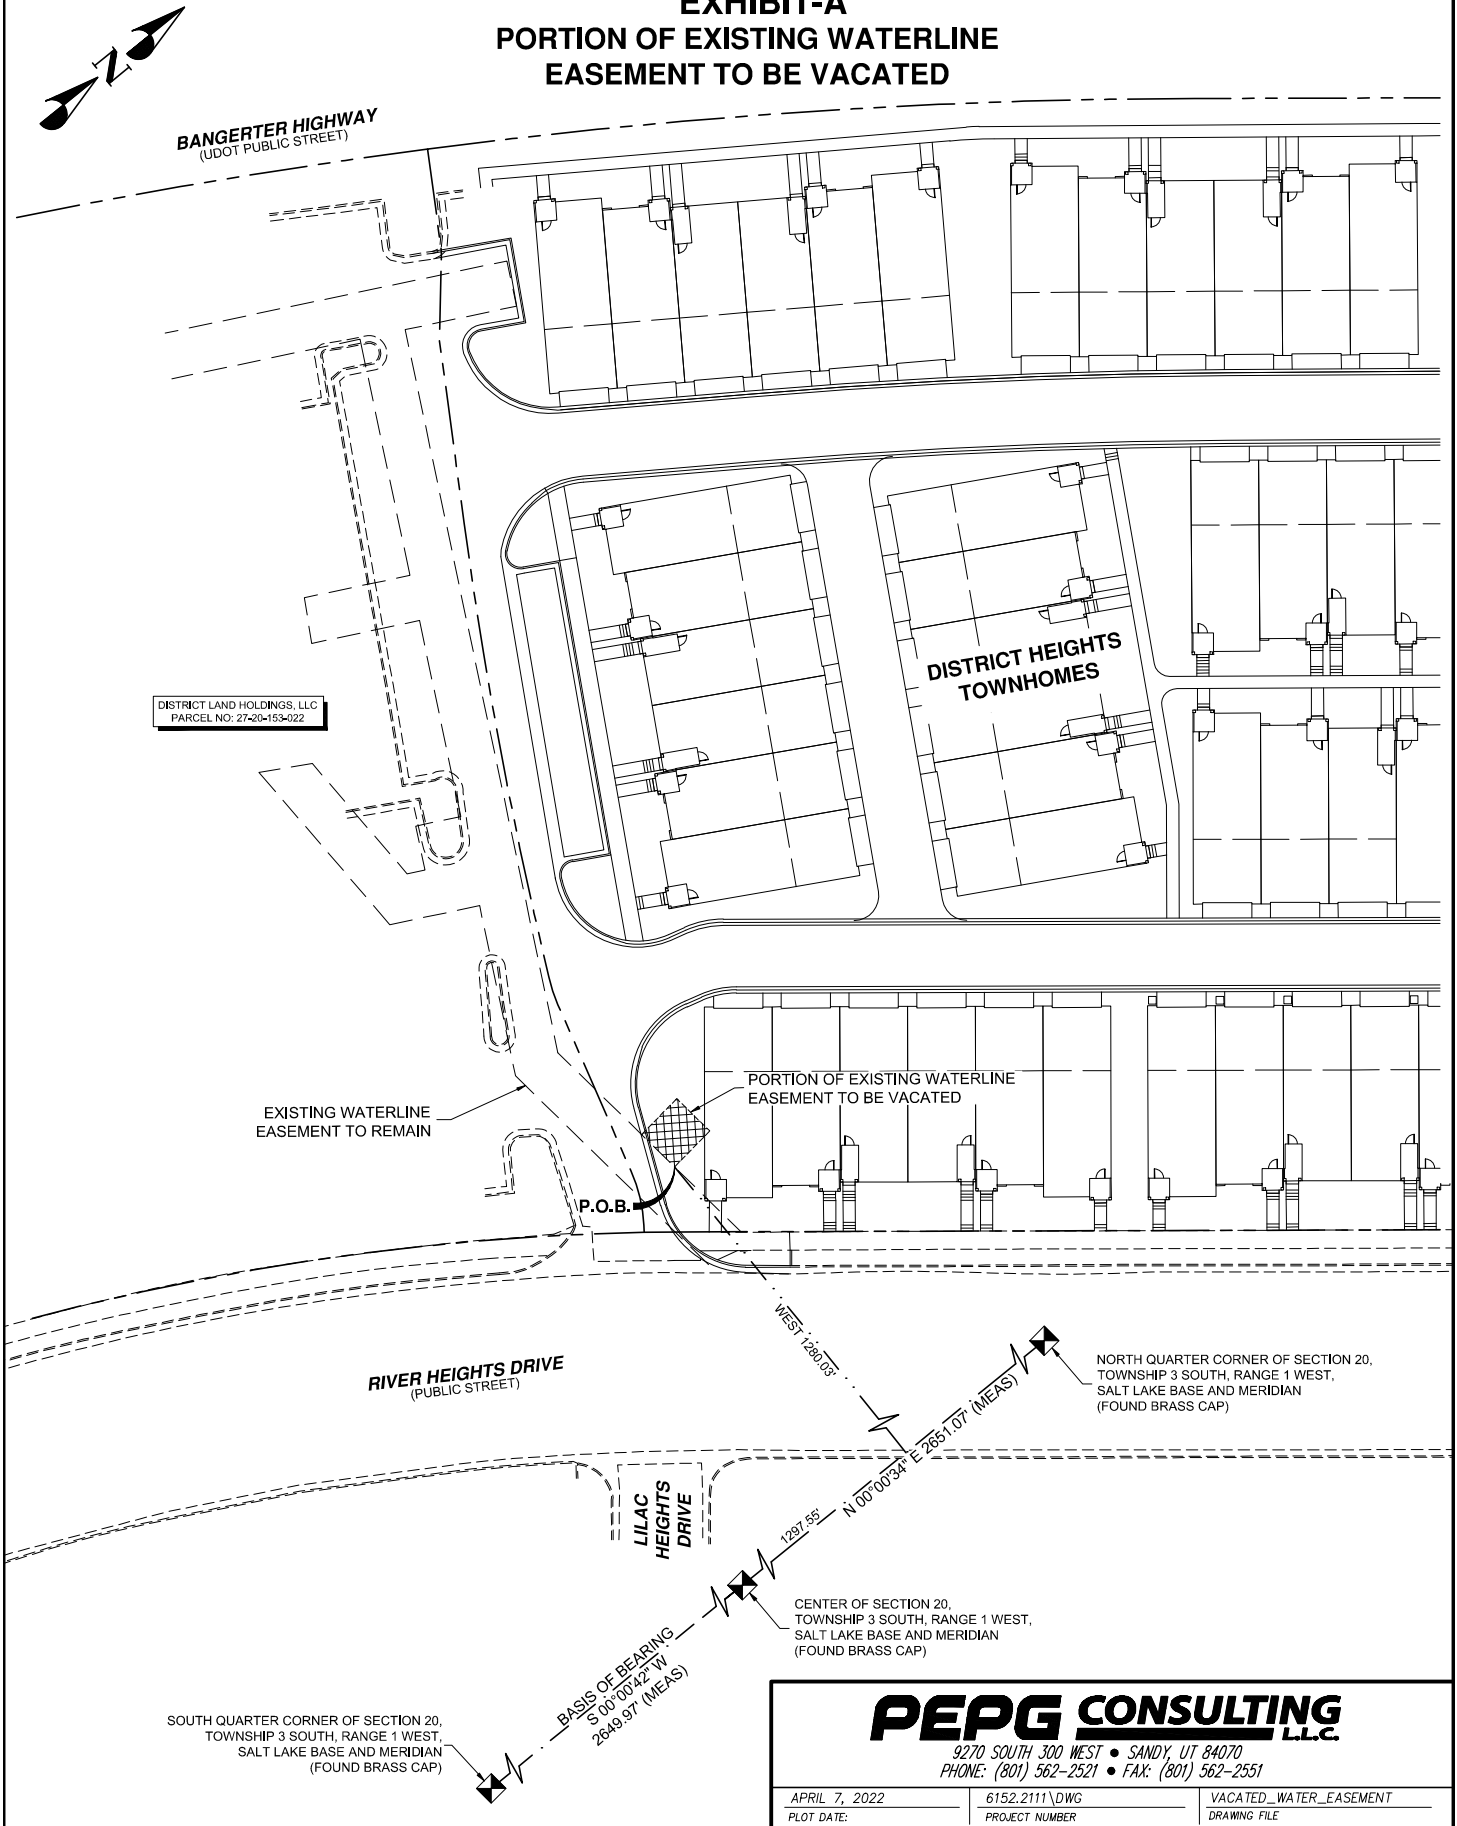 EXHIBIT-A
PORTION OF EXISTING WATERLINE
EASEMENT TO BE VACATED
N
BANGERTER HIGHWAY
(UDOT PUBLIC STREET)
DISTRICT HEIGHTS
TOWNHOMES
DISTRICT LAND HOLDINGS, LLC
PARCEL NO: 27-20-153-022
PORTION OF EXISTING WATERLINE
EASEMENT TO BE VACATED
EXISTING WATERLINE
EASEMENT TO REMAIN
P.O.B.
WEST 1280.03'
RIVER HEIGHTS DRIVE
(PUBLIC STREET)
NORTH QUARTER CORNER OF SECTION 20,
TOWNSHIP 3 SOUTH, RANGE 1 WEST,
SALT LAKE BASE AND MERIDIAN
(FOUND BRASS CAP)
N 00°00'34" E 2651.07' (MEAS)
1297.55'
LILAC
HEIGHTS
DRIVE
CENTER OF SECTION 20,
TOWNSHIP 3 SOUTH, RANGE 1 WEST,
SALT LAKE BASE AND MERIDIAN
(FOUND BRASS CAP)
BASIS OF BEARING
S 00°00'42" W
2649.97' (MEAS)
SOUTH QUARTER CORNER OF SECTION 20,
TOWNSHIP 3 SOUTH, RANGE 1 WEST,
SALT LAKE BASE AND MERIDIAN
(FOUND BRASS CAP)
PEPG CONSULTING
L.L.C.
9270 SOUTH 300 WEST • SANDY, UT 84070
PHONE: (801) 562-2521 • FAX: (801) 562-2551
APRIL 7, 2022
PLOT DATE:
6152.2111\DWG
PROJECT NUMBER
VACATED_WATER_EASEMENT
DRAWING FILE